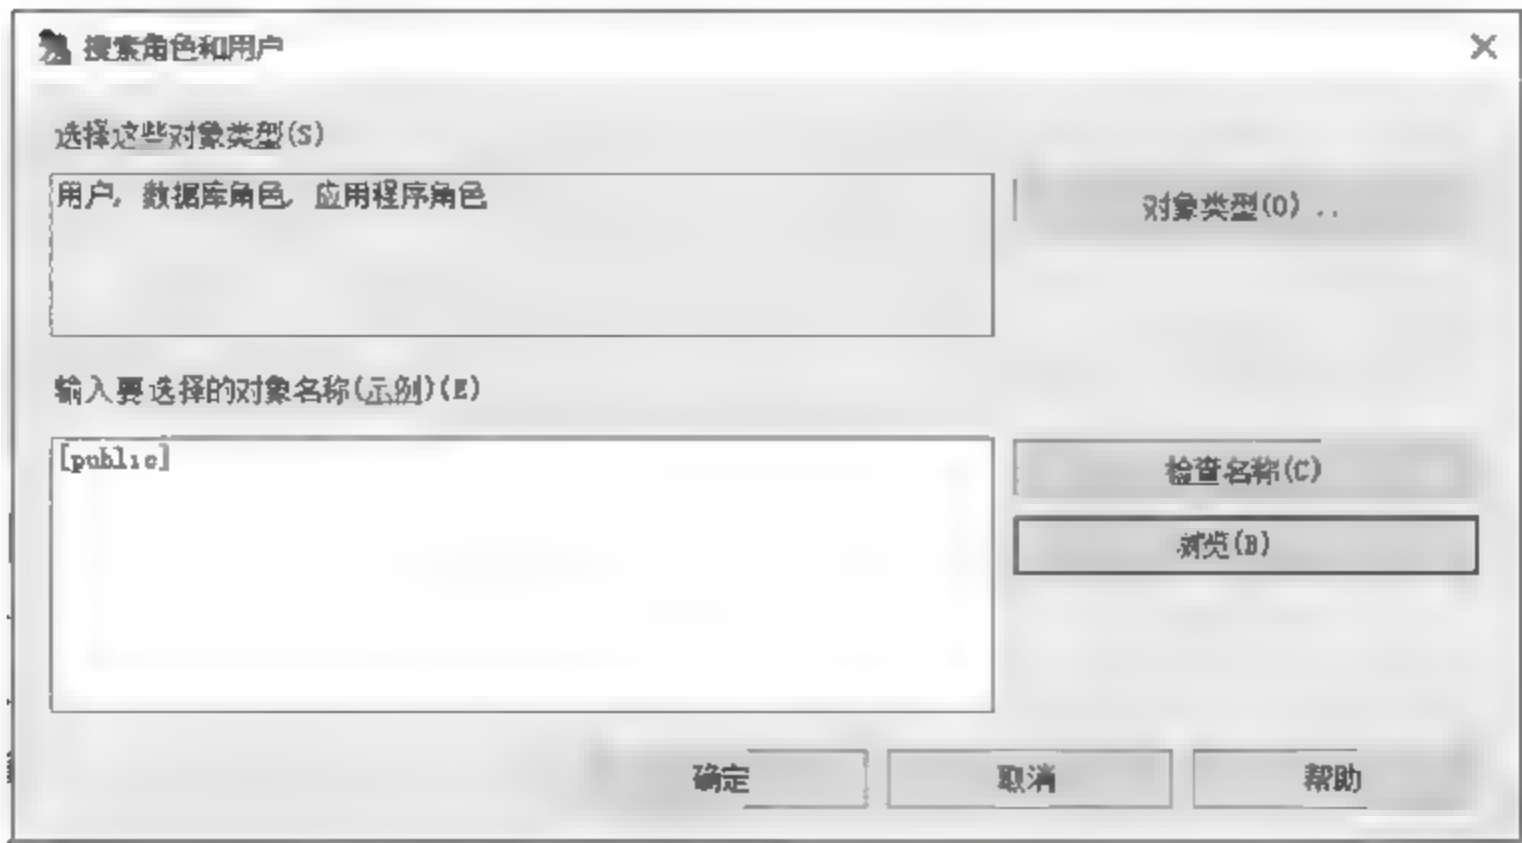 搜索角色和用户
选择这些对象类型(S)
用户, 数据库角色, 应用程序角色
对象类型(O)...
输入要选择的对象名称(示例)(E)
[public]
检查名称(C)
浏览(B)
确定
取消
帮助